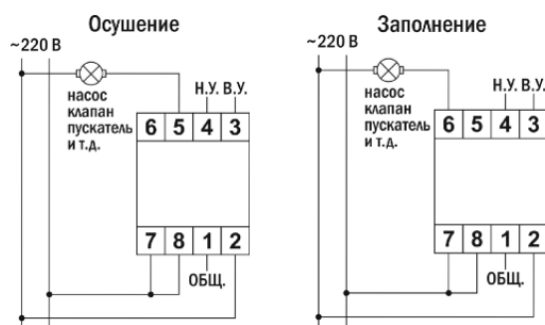 Осушение
~220 В
насос
клапан
пускатель
и т.д.
Н.У. В.У.
6 5 4 3
7 8 1 2
ОБЩ.
Заполнение
~220 В
насос
клапан
пускатель
и т.д.
Н.У. В.У.
6 5 4 3
7 8 1 2
ОБЩ.